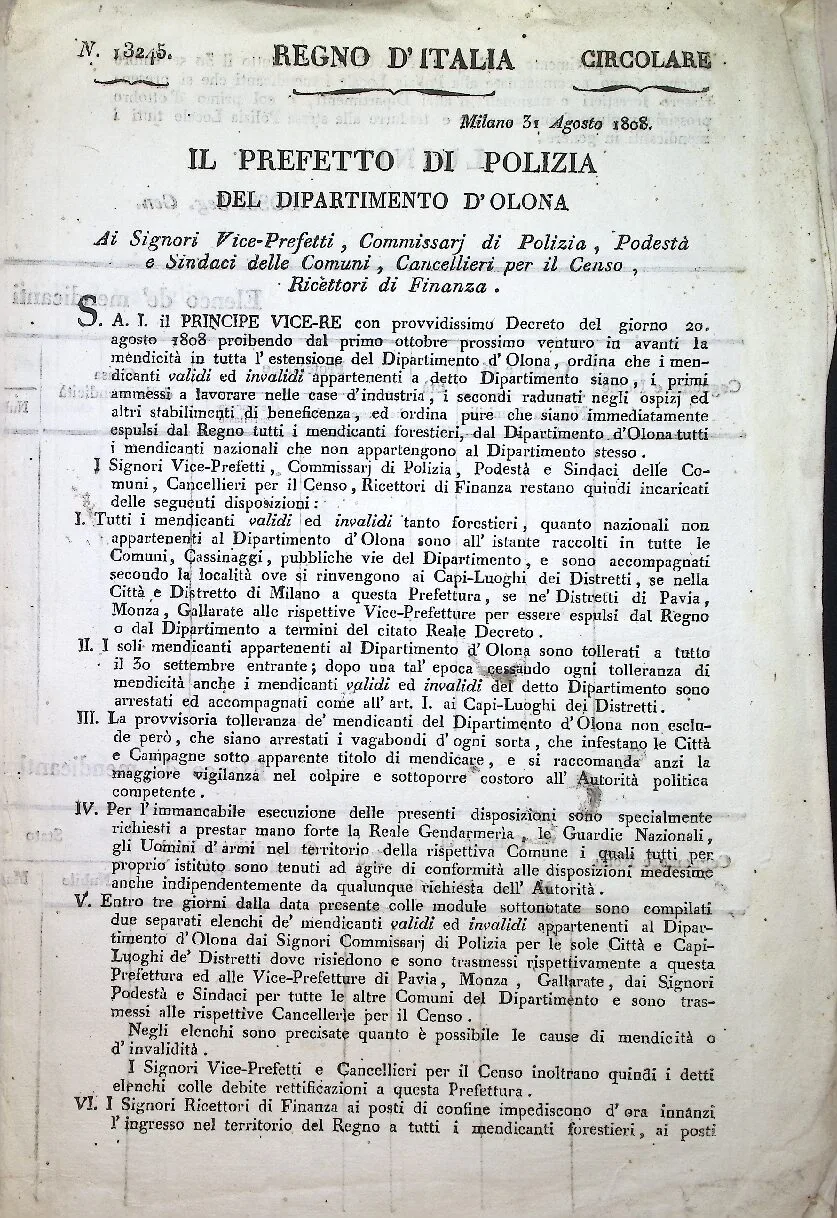 N. 13245. REGNO D'ITALIA CIRCOLARE
Milano 31 Agosto 1808.
IL PREFETTO DI POLIZIA
DEL DIPARTIMENTO D'OLONA
Ai Signori Vice-Prefetti, Commissarj di Polizia, Podestà
e Sindaci delle Comuni, Cancellieri per il Censo,
Ricettori di Finanza.
S. A. I. il PRINCIPE VICE-RE con provvidissimo Decreto del giorno 20.
agosto 1808 proibendo dal primo ottobre prossimo venturo in avanti la
mendicità in tutta l'estensione del Dipartimento d'Olona, ordina che i men-
dicanti validi ed invalidi appartenenti a detto Dipartimento siano, i primi
ammessi a lavorare nelle case d'industria, i secondi radunati negli ospizj ed
altri stabilimenti di beneficenza, ed ordina pure che siano immediatamente
espulsi dal Regno tutti i mendicanti forestieri, dal Dipartimento d'Olona tutti
i mendicanti nazionali che non appartengono al Dipartimento stesso.
I Signori Vice-Prefetti, Commissarj di Polizia, Podestà e Sindaci delle Co-
muni, Cancellieri per il Censo, Ricettori di Finanza restano quindi incaricati
delle seguenti disposizioni:
I. Tutti i mendicanti validi ed invalidi tanto forestieri, quanto nazionali non
appartenenti al Dipartimento d'Olona sono all'istante raccolti in tutte le
Comuni, Cassinaggi, pubbliche vie del Dipartimento, e sono accompagnati
secondo la località ove si rinvengono ai Capi-Luoghi dei Distretti, se nella
Città e Distretto di Milano a questa Prefettura, se ne' Distretti di Pavia,
Monza, Gallarate alle rispettive Vice-Prefetture per essere espulsi dal Regno
o dal Dipartimento a termini del citato Reale Decreto.
II. I soli mendicanti appartenenti al Dipartimento d'Olona sono tollerati a tutto
il 30 settembre entrante; dopo una tal' epoca cessando ogni tolleranza di
mendicità anche i mendicanti validi ed invalidi del detto Dipartimento sono
arrestati ed accompagnati come all'art. I. ai Capi-Luoghi dei Distretti.
III. La provvisoria tolleranza de' mendicanti del Dipartimento d'Olona non esclu-
de però, che siano arrestati i vagabondi d'ogni sorta, che infestano le Città
e Campagne sotto apparente titolo di mendicare, e si raccomanda anzi la
maggiore vigilanza nel colpire e sottoporre costoro all' Autorità politica
competente.
IV. Per l'immancabile esecuzione delle presenti disposizioni sono specialmente
richiesti a prestar mano forte la Reale Gendarmeria, le Guardie Nazionali,
gli Uomini d'armi nel territorio della rispettiva Comune i quali tutti per
proprio istituto sono tenuti ad agire di conformità alle disposizioni medesime
anche indipendentemente da qualunque richiesta dell' Autorità.
V. Entro tre giorni dalla data presente colle module sottonotate sono compilati
due separati elenchi de' mendicanti validi ed invalidi appartenenti al Dipar-
timento d'Olona dai Signori Commissarj di Polizia per le sole Città e Capi-
Luoghi de' Distretti dove risiedono e sono trasmessi rispettivamente a questa
Prefettura ed alle Vice-Prefetture di Pavia, Monza, Gallarate, dai Signori
Podestà e Sindaci per tutte le altre Comuni del Dipartimento e sono tras-
messi alle rispettive Cancellerie per il Censo.
Negli elenchi sono precisate quanto è possibile le cause di mendicità o
d'invalidità.
I Signori Vice-Prefetti e Cancellieri per il Censo inoltrano quindi i detti
elenchi colle debite rettificazioni a questa Prefettura.
VI. I Signori Ricettori di Finanza ai posti di confine impediscono d'ora innanzi
l'ingresso nel territorio del Regno a tutti i mendicanti forestieri, ai posti